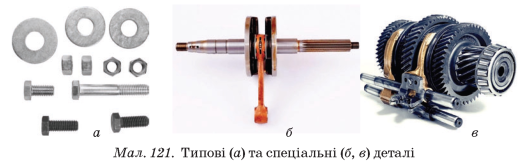 а б в
Мал. 121. Типові (а) та спеціальні (б, в) деталі